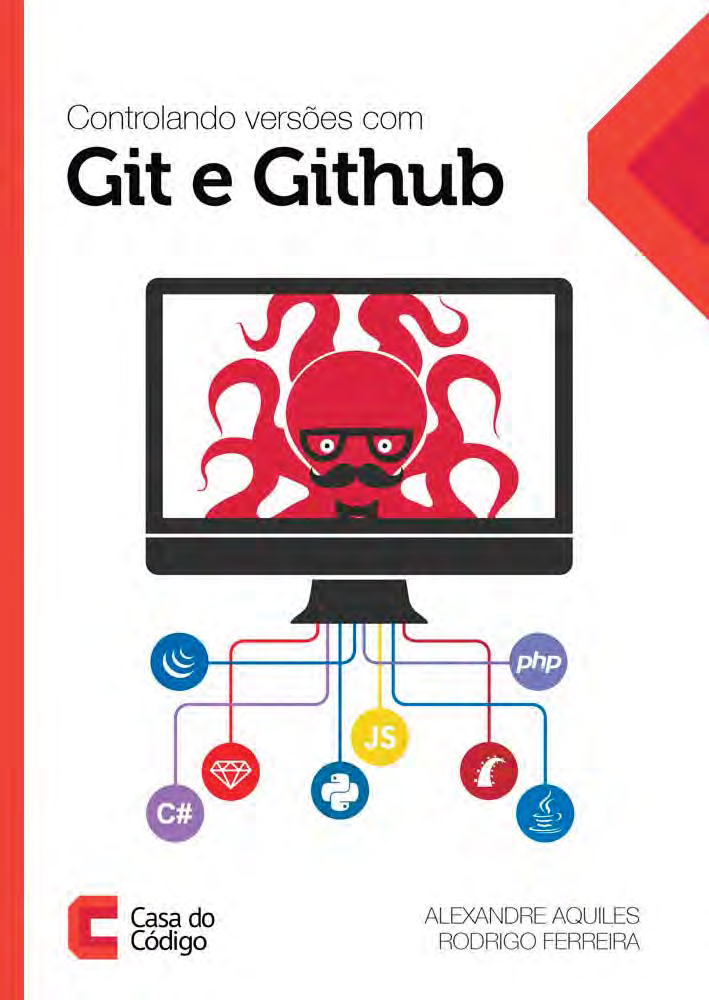 Controlando versões com
Git e Github
php
JS
C#
Casa do
Código
ALEXANDRE AQUILES
RODRIGO FERREIRA